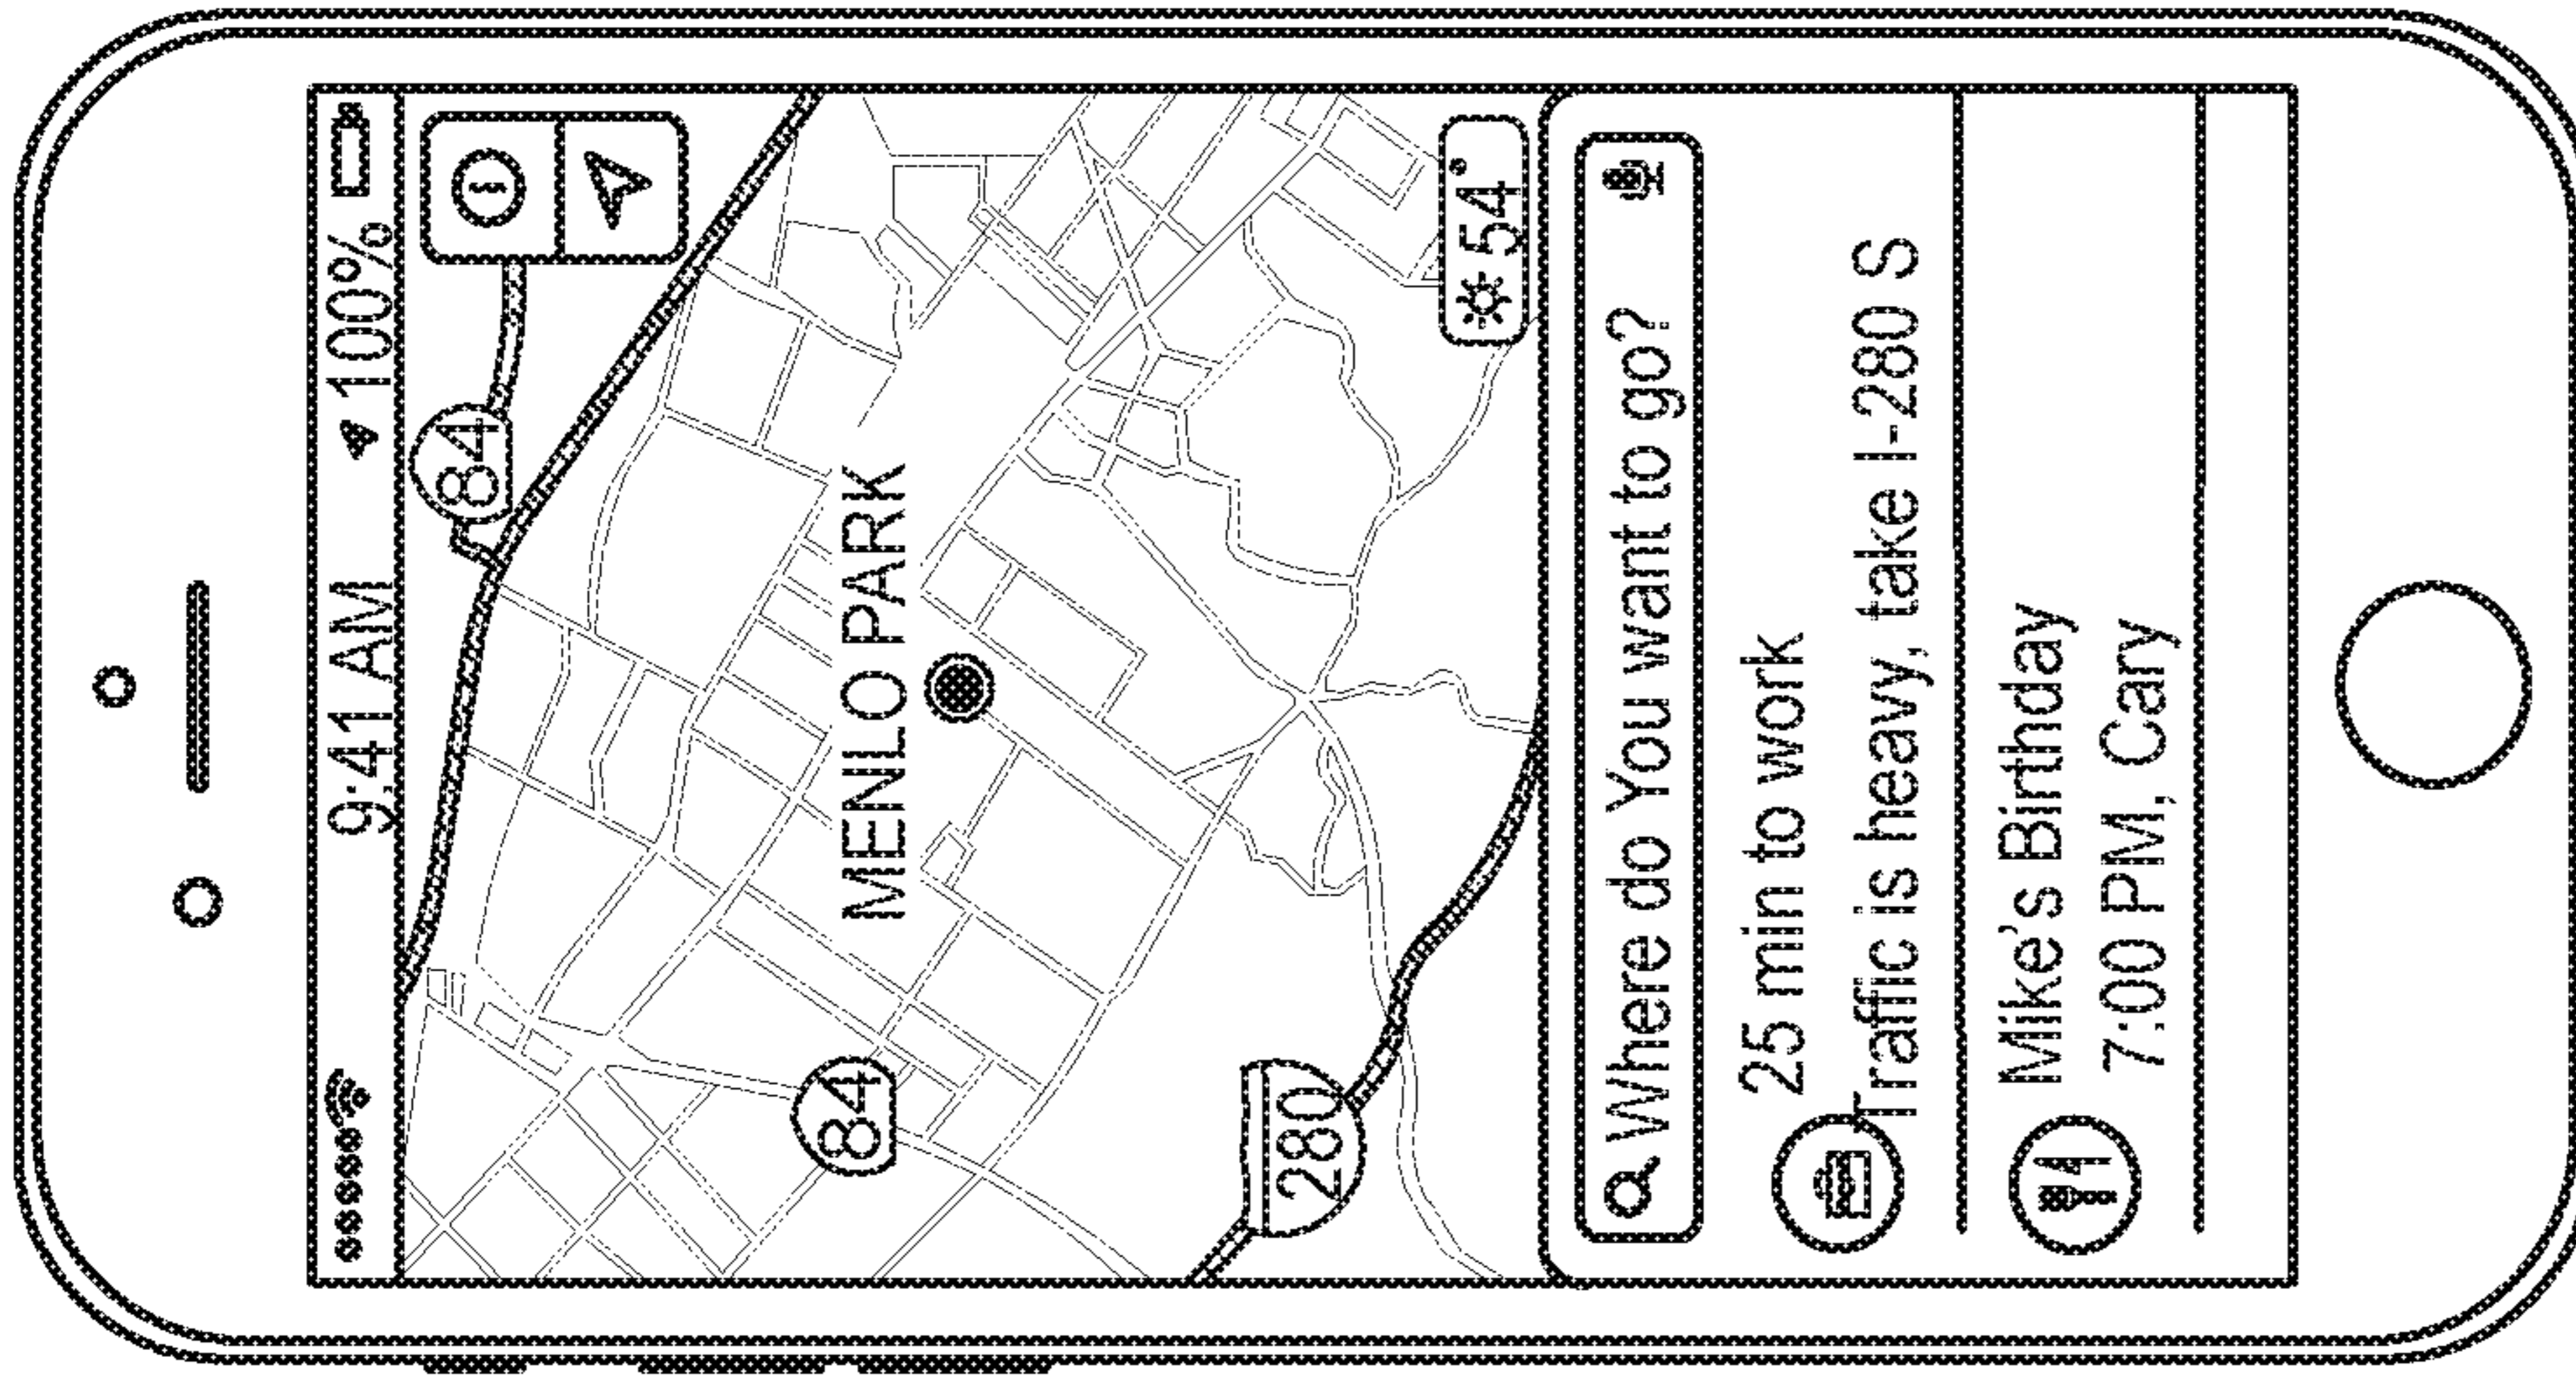 9:41 AM 100%
84
MENLO PARK
84
280
54°
Where do You want to go?
25 min to work
Traffic is heavy, take I-280 S
Mike's Birthday
7:00 PM, Cary